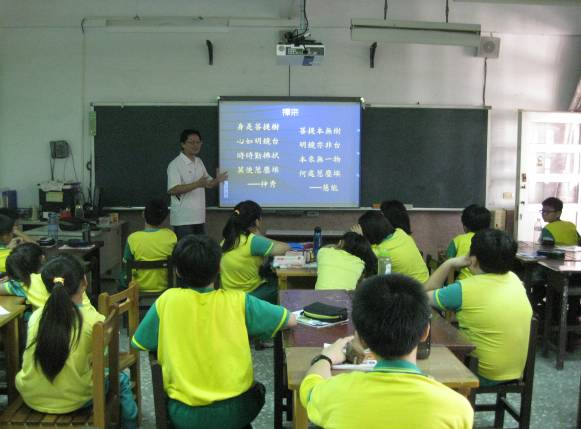 禪宗
身是菩提樹
心如明鏡台
時時勤拂拭
莫使惹塵埃
──神秀
菩提本無樹
明鏡亦非台
本來無一物
何處惹塵埃
──慧能